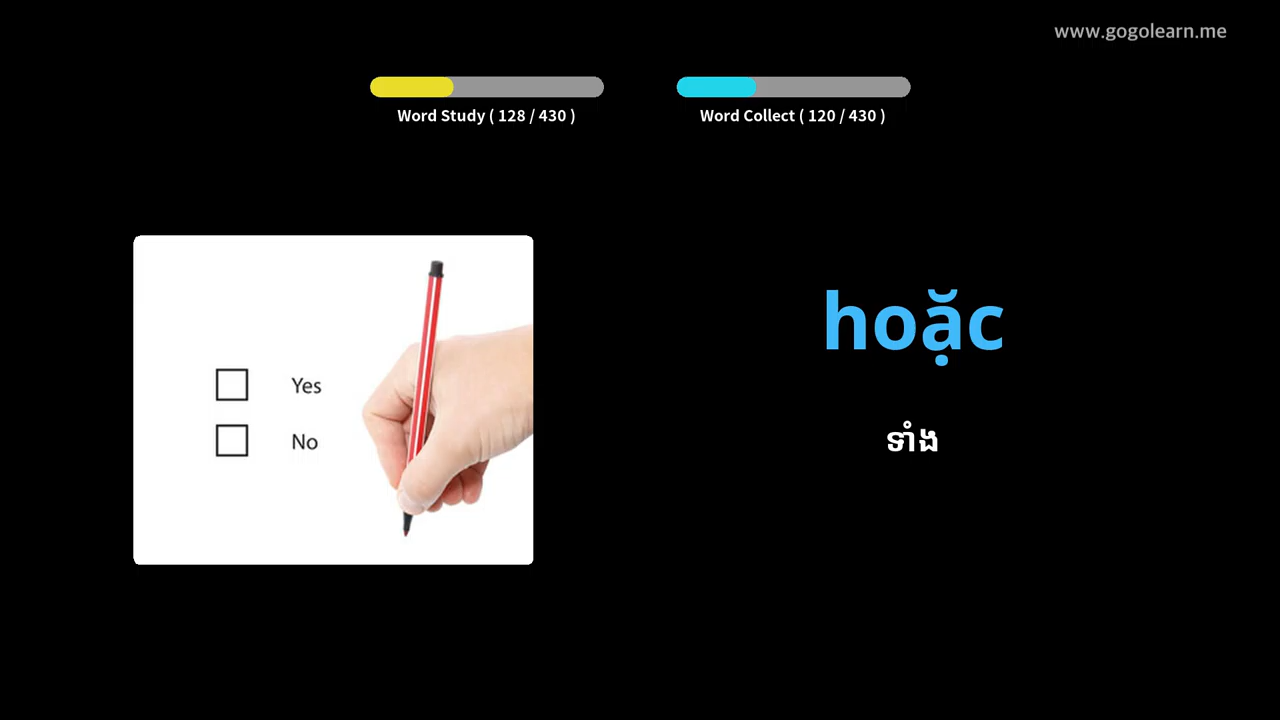 www.gogolearn.me
Word Study ( 128 / 430 )
Word Collect ( 120 / 430 )
Yes
No
hoặc
ទាំង